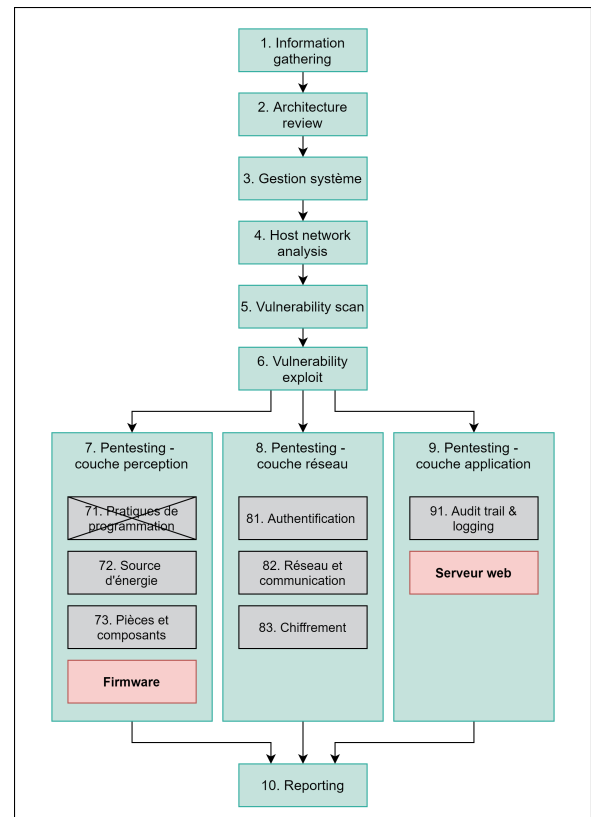 1. Information
gathering
2. Architecture
review
3. Gestion système
4. Host network
analysis
5. Vulnerability scan
6. Vulnerability
exploit
7. Pentesting -
couche perception
71. Pratiques de
programmation
72. Source
d'énergie
73. Pièces et
composants
Firmware
8. Pentesting -
couche réseau
81. Authentification
82. Réseau et
communication
83. Chiffrement
9. Pentesting -
couche application
91. Audit trail &
logging
Serveur web
10. Reporting